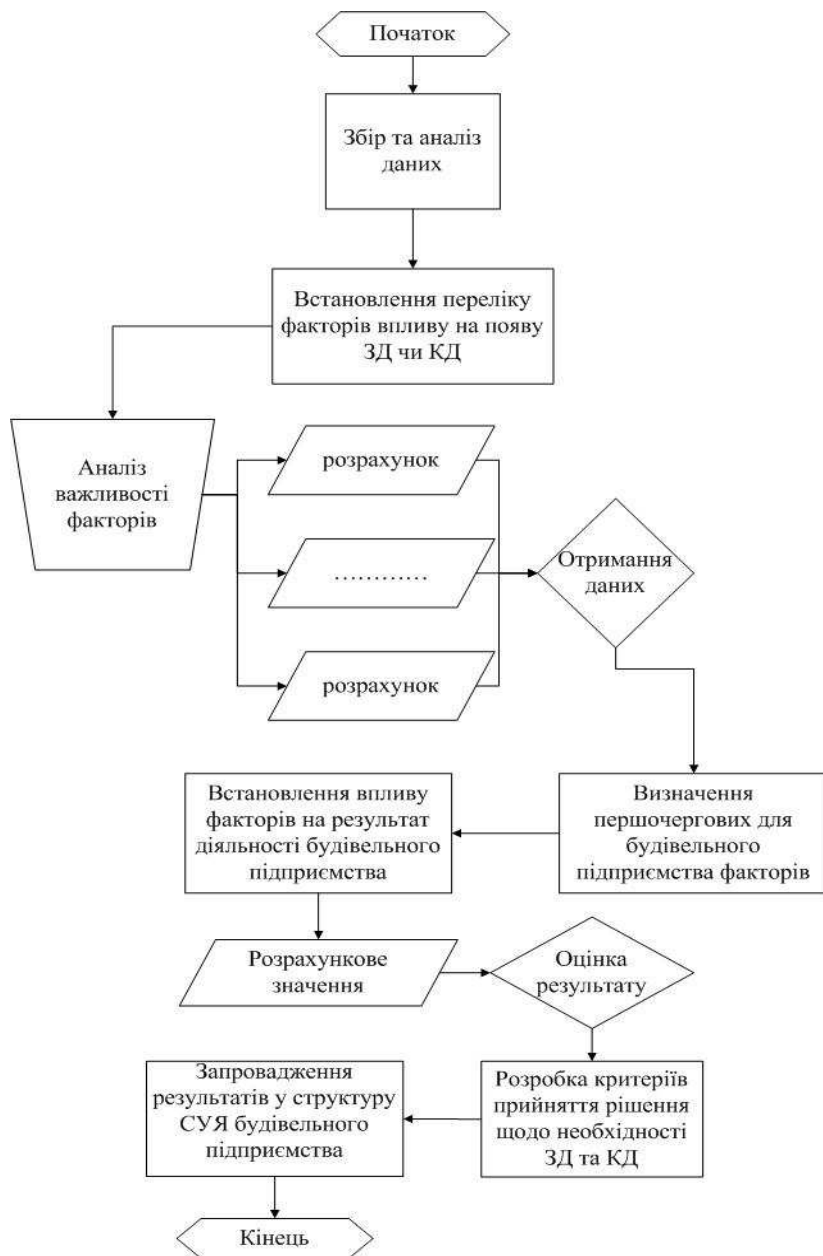 Початок
Збір та аналіз
даних
Встановлення переліку
факторів впливу на появу
ЗД чи КД
Аналіз
важливості
факторів
розрахунок
............
розрахунок
Отримання
даних
Встановлення впливу
факторів на результат
діяльності будівельного
підприємства
Визначення
першочергових для
будівельного
підприємства факторів
Розрахункове
значення
Оцінка
результату
Запровадження
результатів у структуру
СУЯ будівельного
підприємства
Розробка критеріїв
прийняття рішення
щодо необхідності
ЗД та КД
Кінець